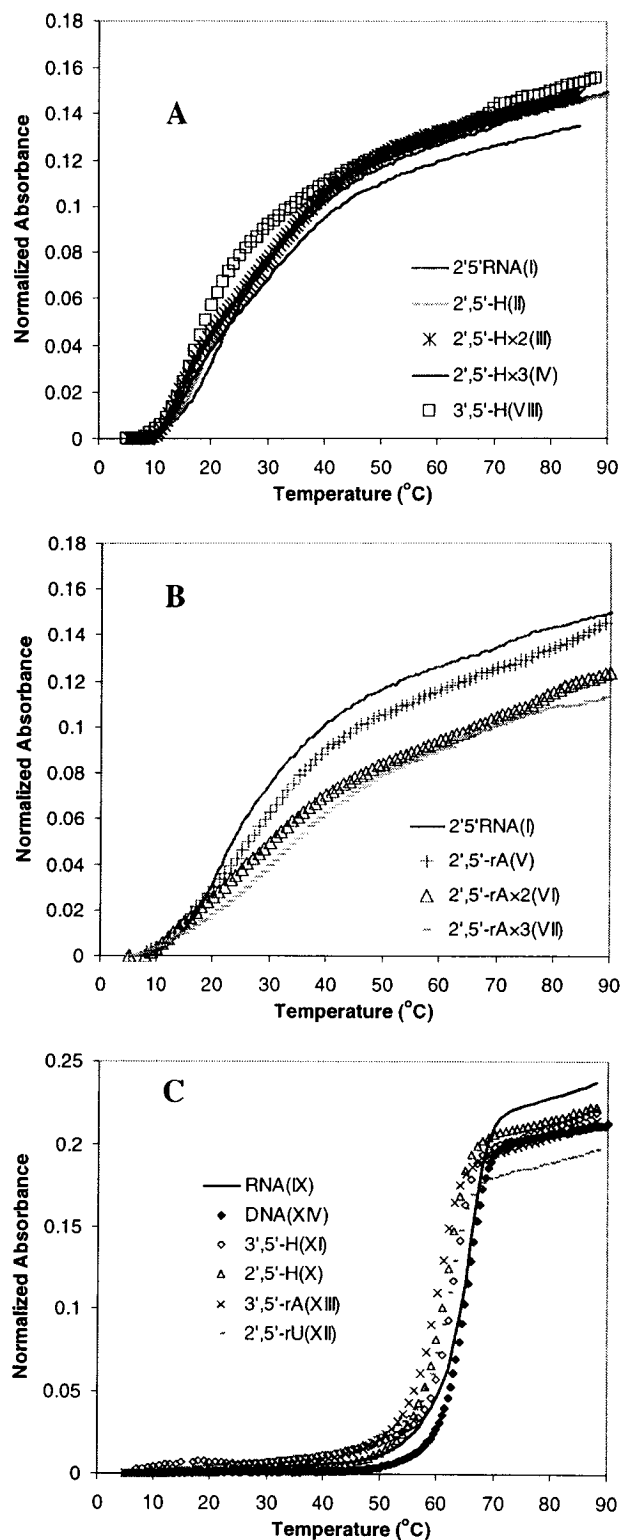 0.18
0.16
0.14
0.12
0.1
0.08
0.06
0.04
0.02
0
Normalized Absorbance
A
2'5'RNA(I)
2',5'-H(II)
2',5'-H×2(III)
2',5'-H×3(IV)
3',5'-H(VIII)
0 10 20 30 40 50 60 70 80 90
Temperature (°C)
0.18
0.16
0.14
0.12
0.1
0.08
0.06
0.04
0.02
0
Normalized Absorbance
B
2'5'RNA(I)
2',5'-rA(V)
2',5'-rA×2(VI)
2',5'-rA×3(VII)
0 10 20 30 40 50 60 70 80 90
Temperature (°C)
0.25
0.2
0.15
0.1
0.05
0
Normalized Absorbance
C
RNA(IX)
DNA(XIV)
3',5'-H(XI)
2',5'-H(X)
3',5'-rA(XIII)
2',5'-rU(XII)
0 10 20 30 40 50 60 70 80 90
Temperature (°C)